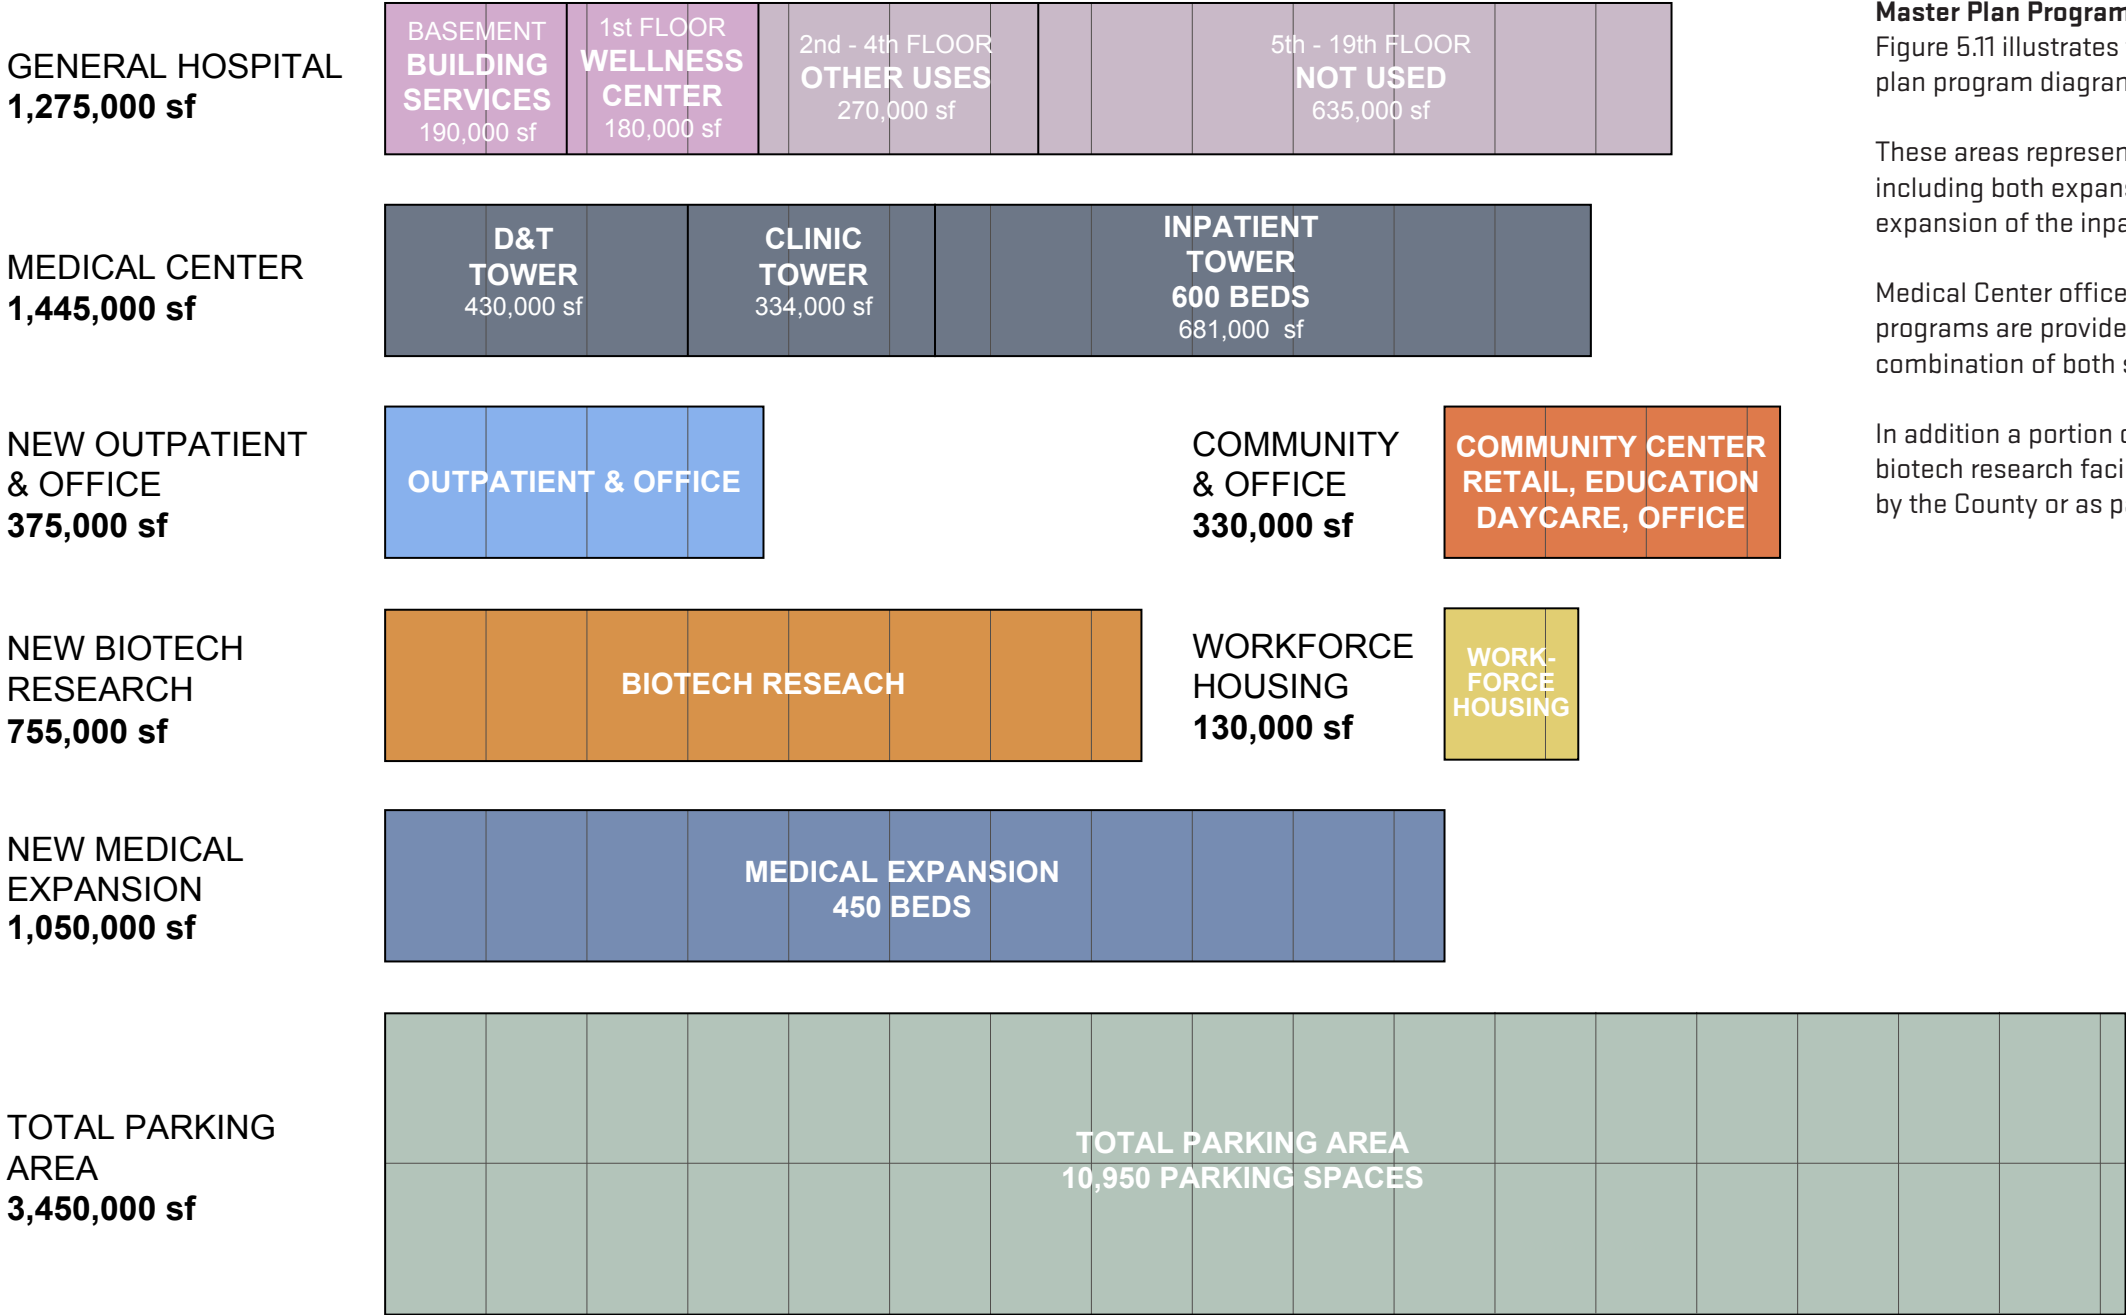 GENERAL HOSPITAL
1,275,000 sf
BASEMENT
BUILDING
SERVICES
190,000 sf
1st FLOOR
WELLNESS
CENTER
180,000 sf
2nd - 4th FLOOR
OTHER USES
270,000 sf
5th - 19th FLOOR
NOT USED
635,000 sf
MEDICAL CENTER
1,445,000 sf
D&T
TOWER
430,000 sf
CLINIC
TOWER
334,000 sf
INPATIENT
TOWER
600 BEDS
681,000 sf
NEW OUTPATIENT
& OFFICE
375,000 sf
OUTPATIENT & OFFICE
COMMUNITY
& OFFICE
330,000 sf
COMMUNITY CENTER
RETAIL, EDUCATION
DAYCARE, OFFICE
NEW BIOTECH
RESEARCH
755,000 sf
BIOTECH RESEACH
WORKFORCE
HOUSING
130,000 sf
WORK-
FORCE
HOUSING
NEW MEDICAL
EXPANSION
1,050,000 sf
MEDICAL EXPANSION
450 BEDS
TOTAL PARKING
AREA
3,450,000 sf
TOTAL PARKING AREA
10,950 PARKING SPACES
Master Plan Program
Figure 5.11 illustrates
plan program
These areas
including both
expansion of the
Medical Center
programs are
combination of both
In addition a portion
biotech research
by the County or as